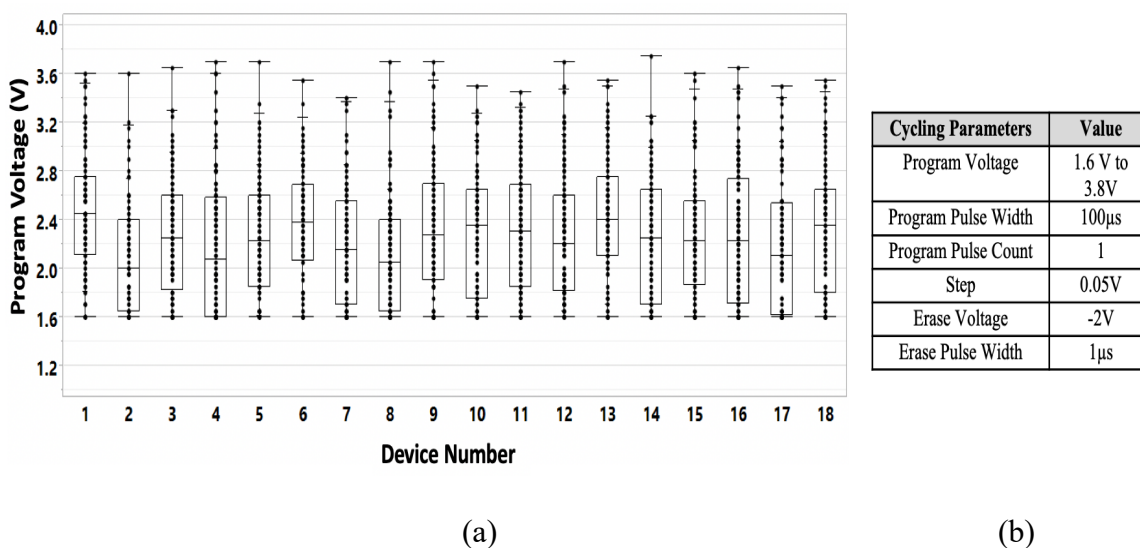 4.0
3.6
3.2
2.8
2.4
2.0
1.6
1.2
Program Voltage (V)
1 2 3 4 5 6 7 8 9 10 11 12 13 14 15 16 17 18
Device Number
(a)
Cycling Parameters Value
Program Voltage 1.6 V to
3.8V
Program Pulse Width 100μs
Program Pulse Count 1
Step 0.05V
Erase Voltage -2V
Erase Pulse Width 1μs
(b)